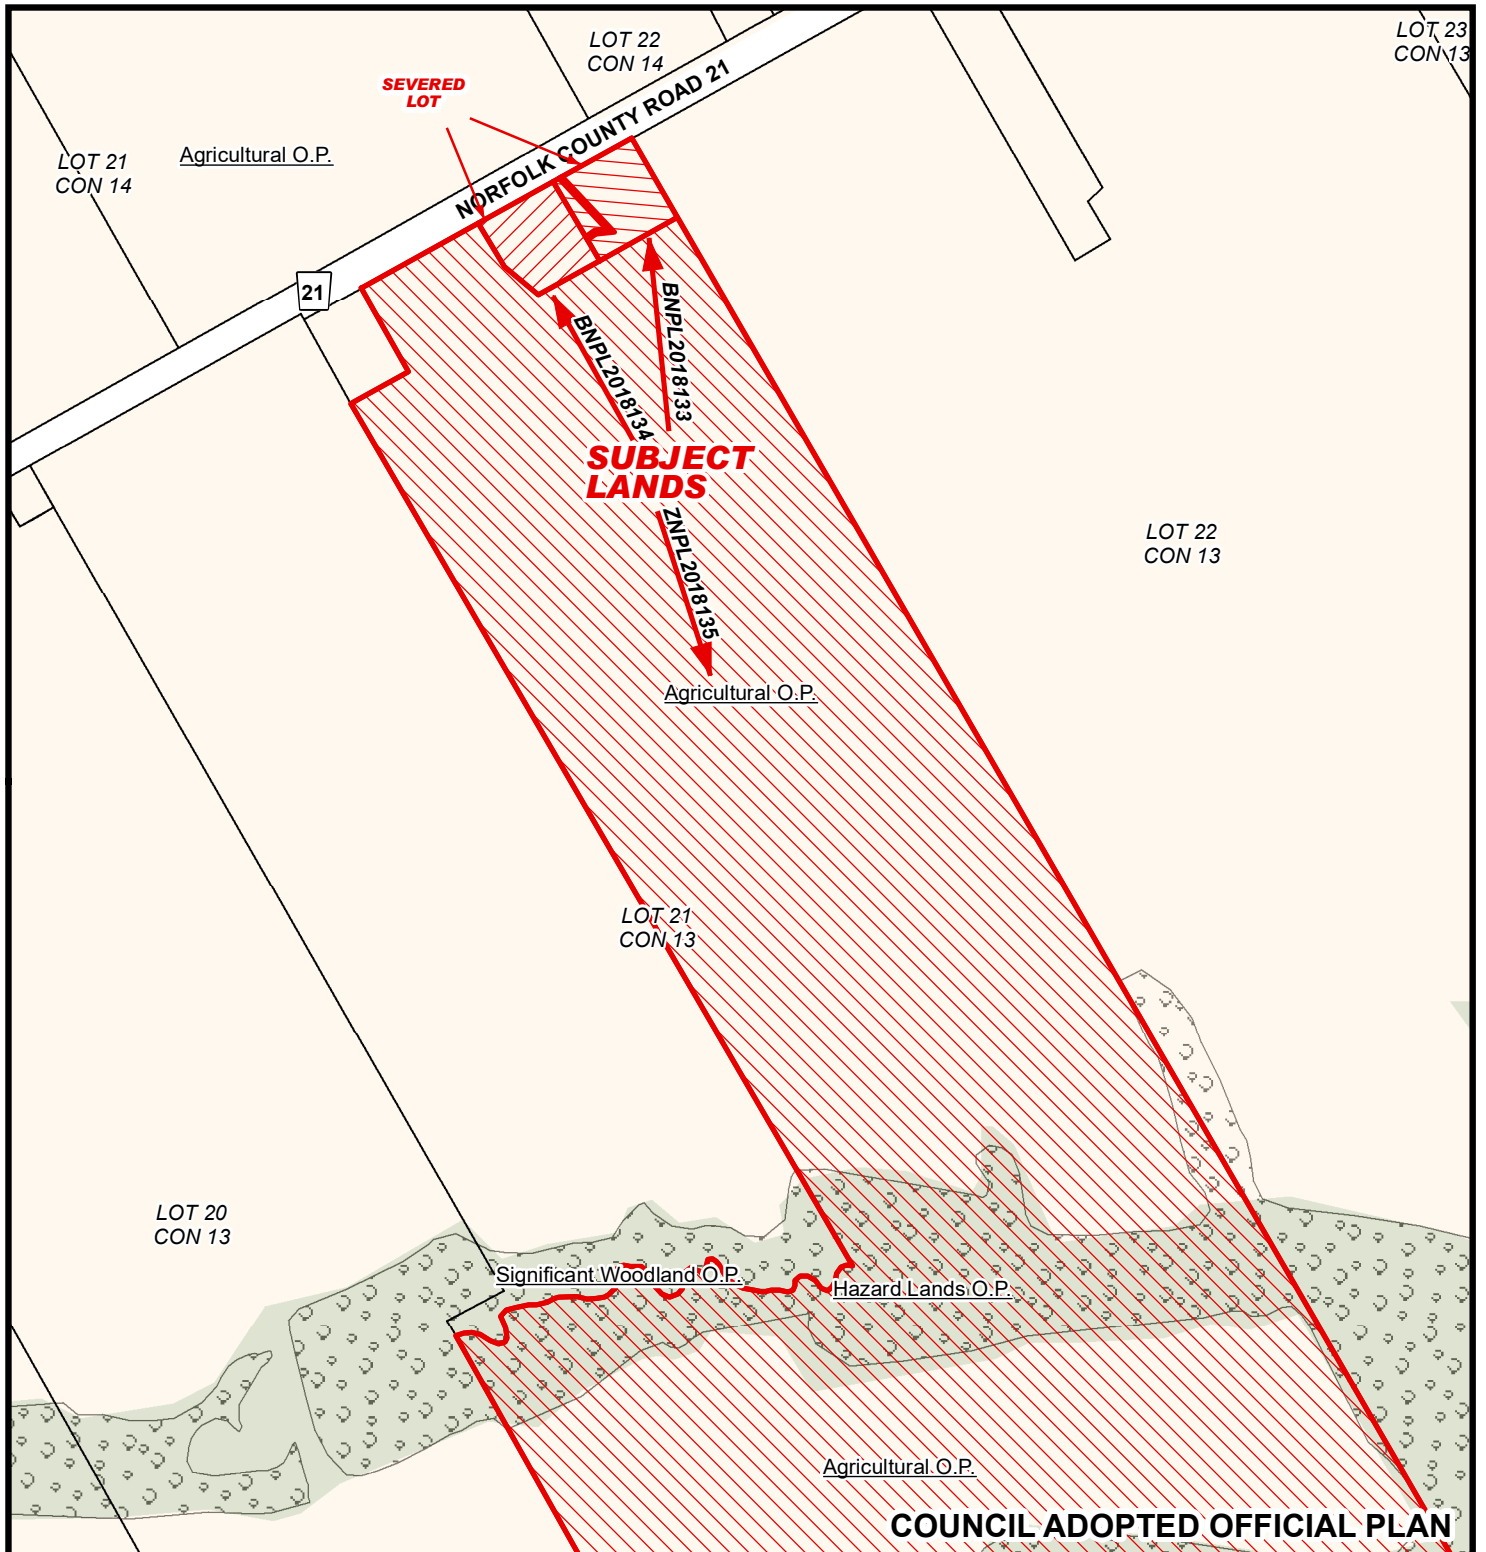 LOT 22
CON 14
LOT 23
CON 13
SEVERED
LOT
NORFOLK COUNTY ROAD 21
Agricultural O.P.
LOT 21
CON 14
21
BNPL2018133
BNPL2018134
SUBJECT
LANDS
ZNPL2018135
LOT 22
CON 13
Agricultural O.P.
LOT 21
CON 13
LOT 20
CON 13
Significant Woodland O.P.
Hazard Lands O.P.
Agricultural O.P.
COUNCIL ADOPTED OFFICIAL PLAN